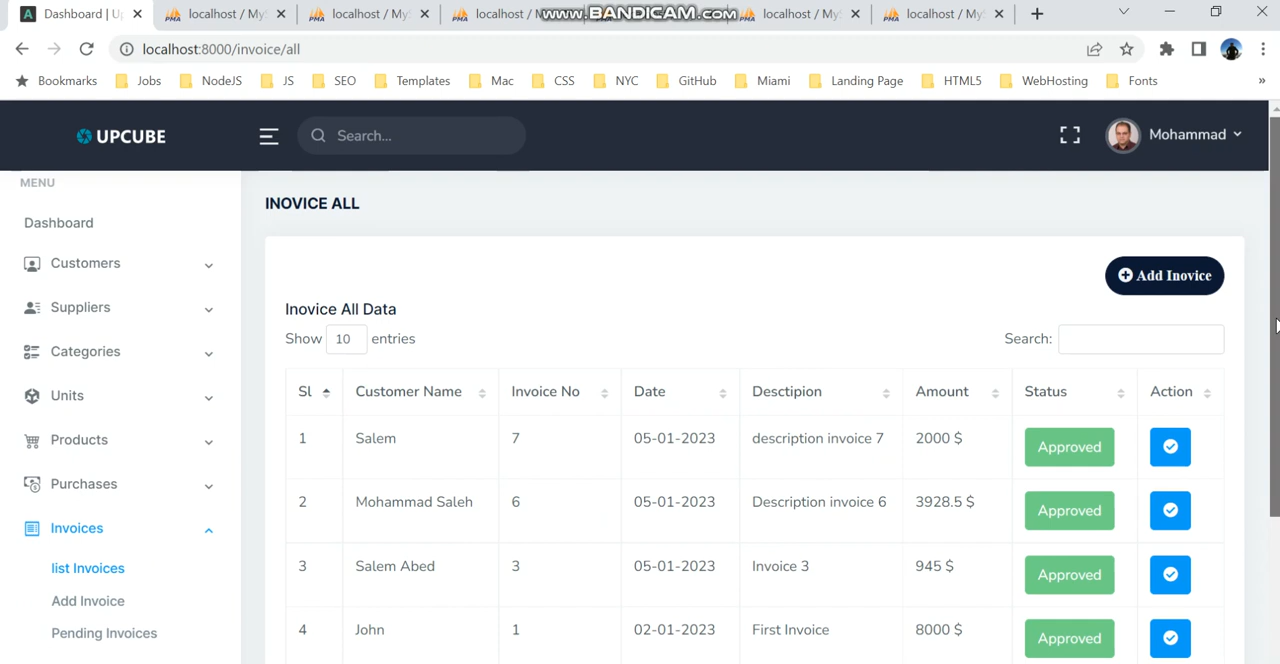 Dashboard | U
localhost / My
localhost / My
localhost / M
www.BANDICAM.com
localhost / My
localhost / My
localhost:8000/invoice/all
Bookmarks Jobs NodeJS JS SEO Templates Mac CSS NYC GitHub Miami Landing Page HTML5 WebHosting Fonts »
UPCUBE
Search...
Mohammad
MENU
Dashboard
Customers
Suppliers
Categories
Units
Products
Purchases
Invoices
list Invoices
Add Invoice
Pending Invoices
INOVICE ALL
Add Inovice
Inovice All Data
Show 10 entries
Search:
Sl Customer Name Invoice No Date Desctipion Amount Status Action
1 Salem 7 05-01-2023 description invoice 7 2000 $ Approved
2 Mohammad Saleh 6 05-01-2023 Description invoice 6 3928.5 $ Approved
3 Salem Abed 3 05-01-2023 Invoice 3 945 $ Approved
4 John 1 02-01-2023 First Invoice 8000 $ Approved